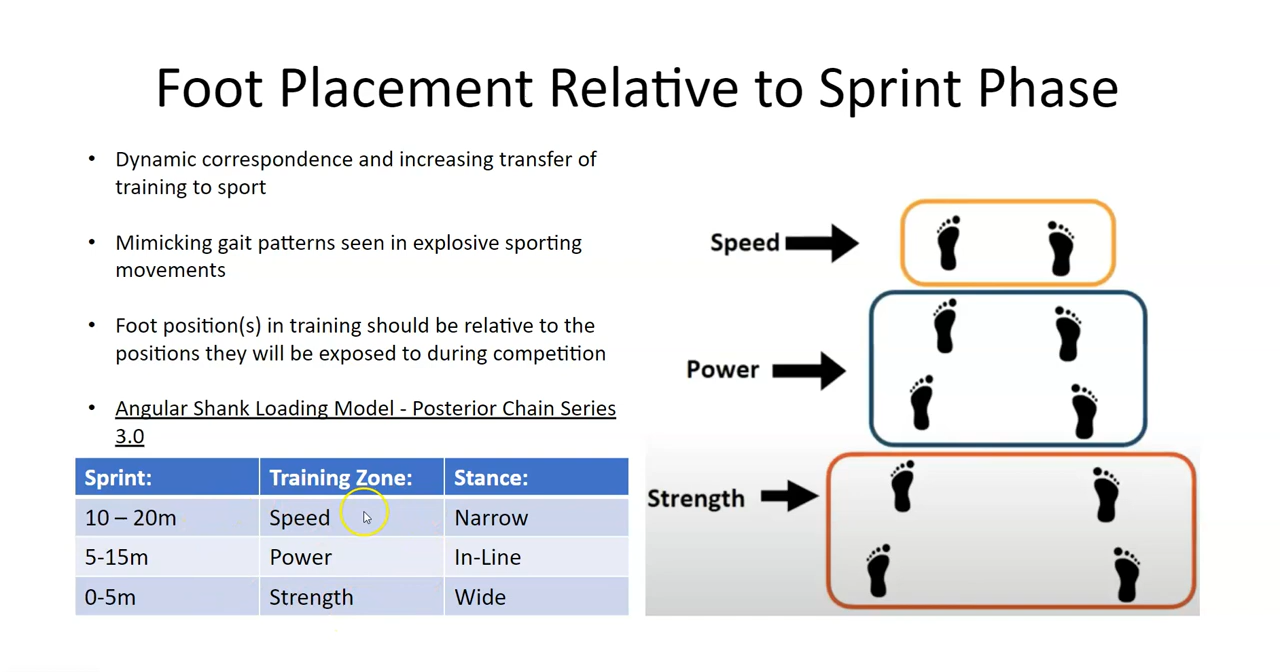 Foot Placement Relative to Sprint Phase
• Dynamic correspondence and increasing transfer of
training to sport
• Mimicking gait patterns seen in explosive sporting
movements
• Foot position(s) in training should be relative to the
positions they will be exposed to during competition
• Angular Shank Loading Model - Posterior Chain Series
3.0
Sprint: Training Zone: Stance:
10 – 20m Speed Narrow
5-15m Power In-Line
0-5m Strength Wide
Speed
Power
Strength